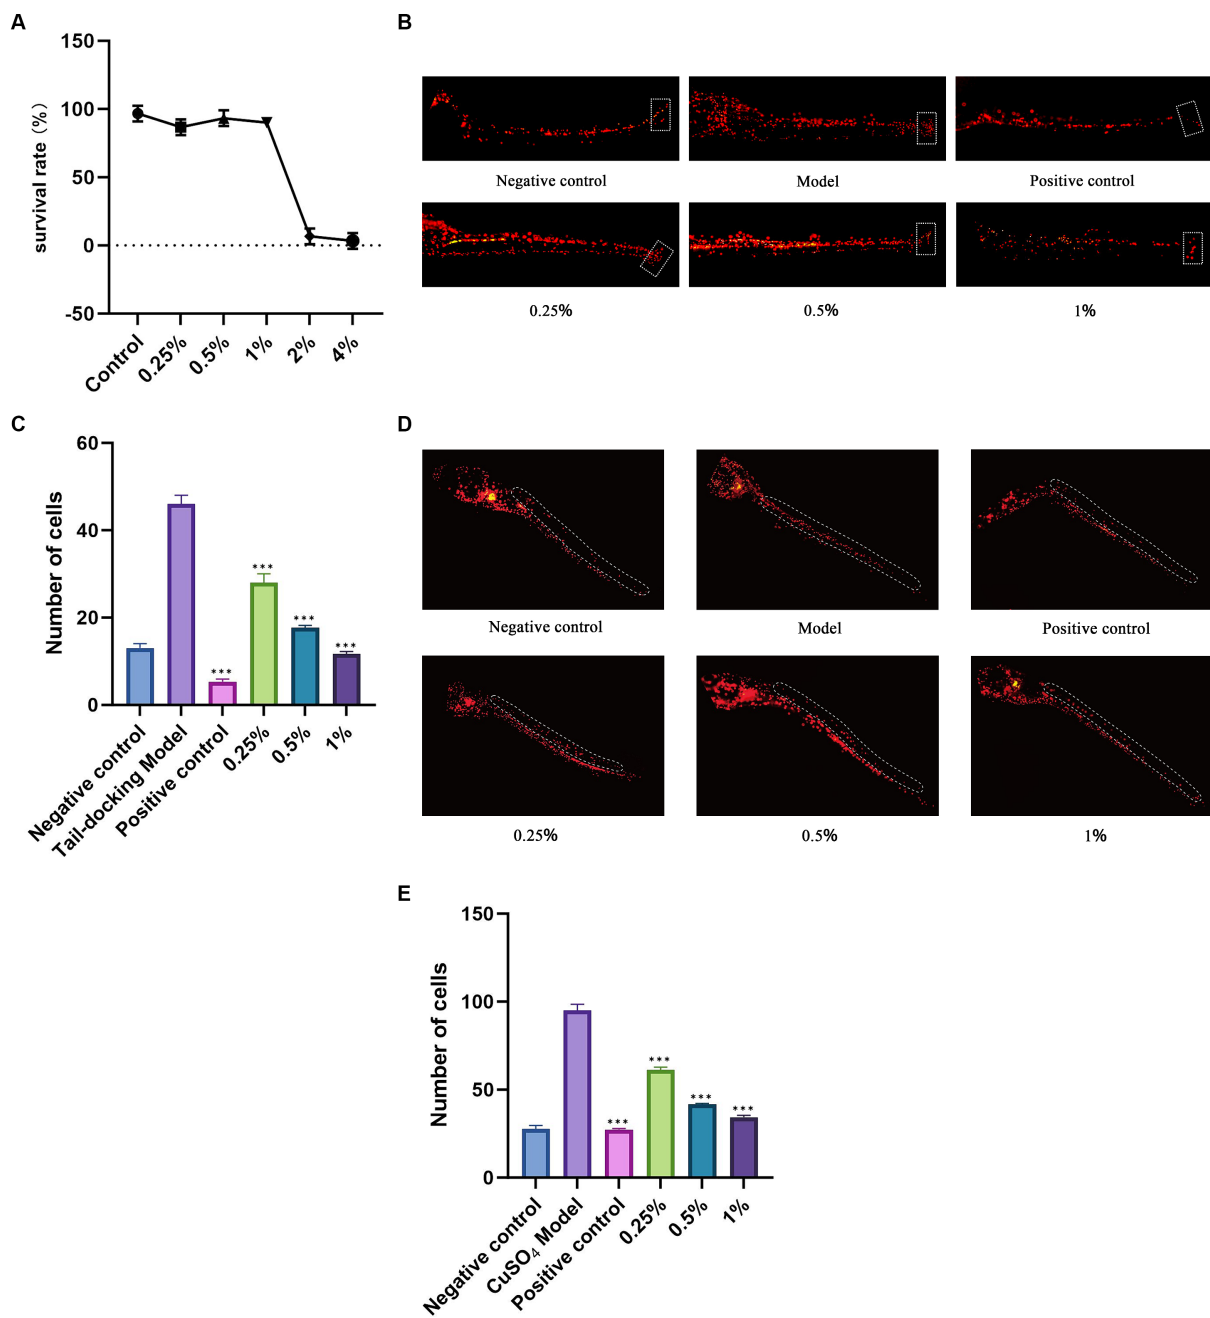 A
B
150
100
50
0
-50
survival rate (%)
Control
0.25%
0.5%
1%
2%
4%
Negative control
Model
Positive control
0.25%
0.5%
1%
C
D
60
40
20
0
Number of cells
***
***
***
***
Negative control
Tail-docking Model
Positive control
0.25%
0.5%
1%
Negative control
Model
Positive control
0.25%
0.5%
1%
E
150
100
50
0
Number of cells
***
***
***
***
Negative control
CuSO₄ Model
Positive control
0.25%
0.5%
1%